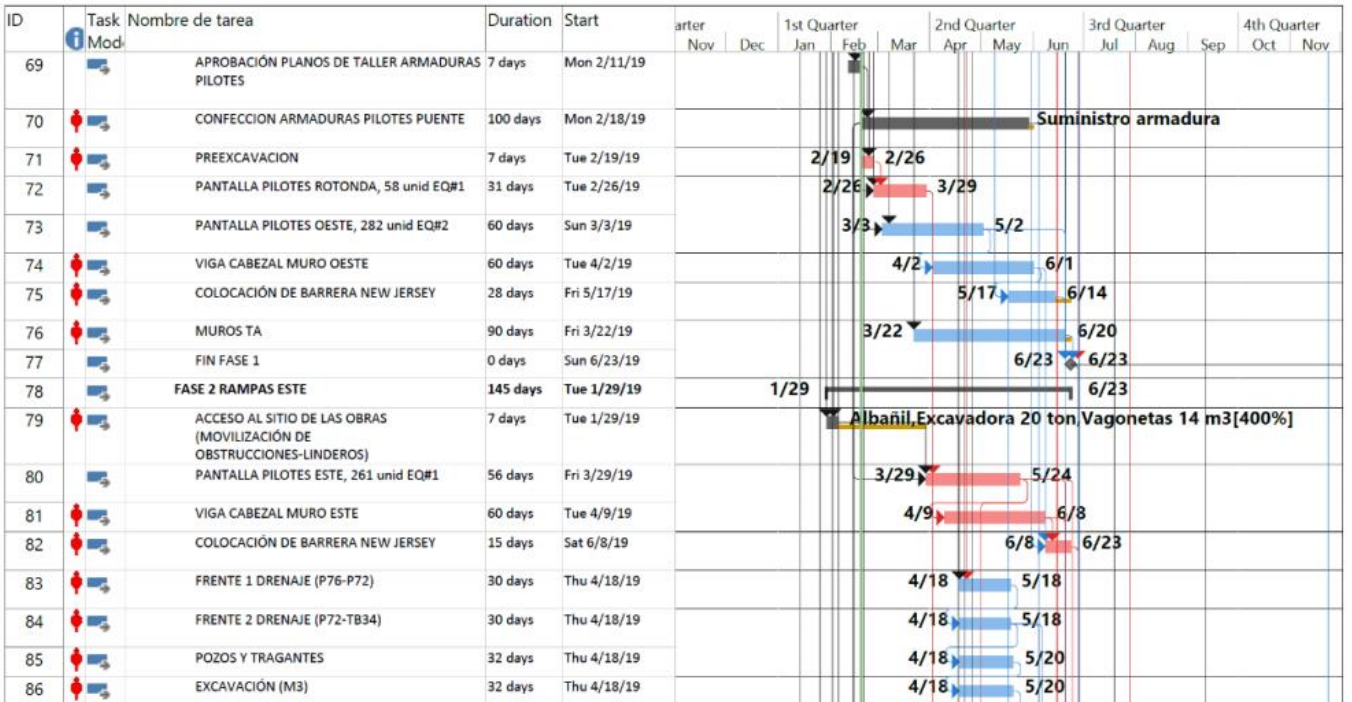 ID Task Mode Nombre de tarea Duration Start
arter 1st Quarter 2nd Quarter 3rd Quarter 4th Quarter
Nov Dec Jan Feb Mar Apr May Jun Jul Aug Sep Oct Nov
69 APROBACIÓN PLANOS DE TALLER ARMADURAS 7 days Mon 2/11/19
PILOTES
70 CONFECCION ARMADURAS PILOTES PUENTE 100 days Mon 2/18/19 Suministro armadura
71 PREEXCAVACION 7 days Tue 2/19/19 2/19 2/26
72 PANTALLA PILOTES ROTONDA, 58 unid EQ#1 31 days Tue 2/26/19 2/26 3/29
73 PANTALLA PILOTES OESTE, 282 unid EQ#2 60 days Sun 3/3/19 3/3 5/2
74 VIGA CABEZAL MURO OESTE 60 days Tue 4/2/19 4/2 6/1
75 COLOCACIÓN DE BARRERA NEW JERSEY 28 days Fri 5/17/19 5/17 6/14
76 MUROS TA 90 days Fri 3/22/19 3/22 6/20
77 FIN FASE 1 0 days Sun 6/23/19 6/23 6/23
78 FASE 2 RAMPAS ESTE 145 days Tue 1/29/19 1/29 6/23
79 ACCESO AL SITIO DE LAS OBRAS 7 days Tue 1/29/19 Albañil,Excavadora 20 ton,Vagonetas 14 m3[400%]
(MOVILIZACIÓN DE
OBSTRUCCIONES-LINDEROS)
80 PANTALLA PILOTES ESTE, 261 unid EQ#1 56 days Fri 3/29/19 3/29 5/24
81 VIGA CABEZAL MURO ESTE 60 days Tue 4/9/19 4/9 6/8
82 COLOCACIÓN DE BARRERA NEW JERSEY 15 days Sat 6/8/19 6/8 6/23
83 FRENTE 1 DRENAJE (P76-P72) 30 days Thu 4/18/19 4/18 5/18
84 FRENTE 2 DRENAJE (P72-TB34) 30 days Thu 4/18/19 4/18 5/18
85 POZOS Y TRAGANTES 32 days Thu 4/18/19 4/18 5/20
86 EXCAVACIÓN (M3) 32 days Thu 4/18/19 4/18 5/20